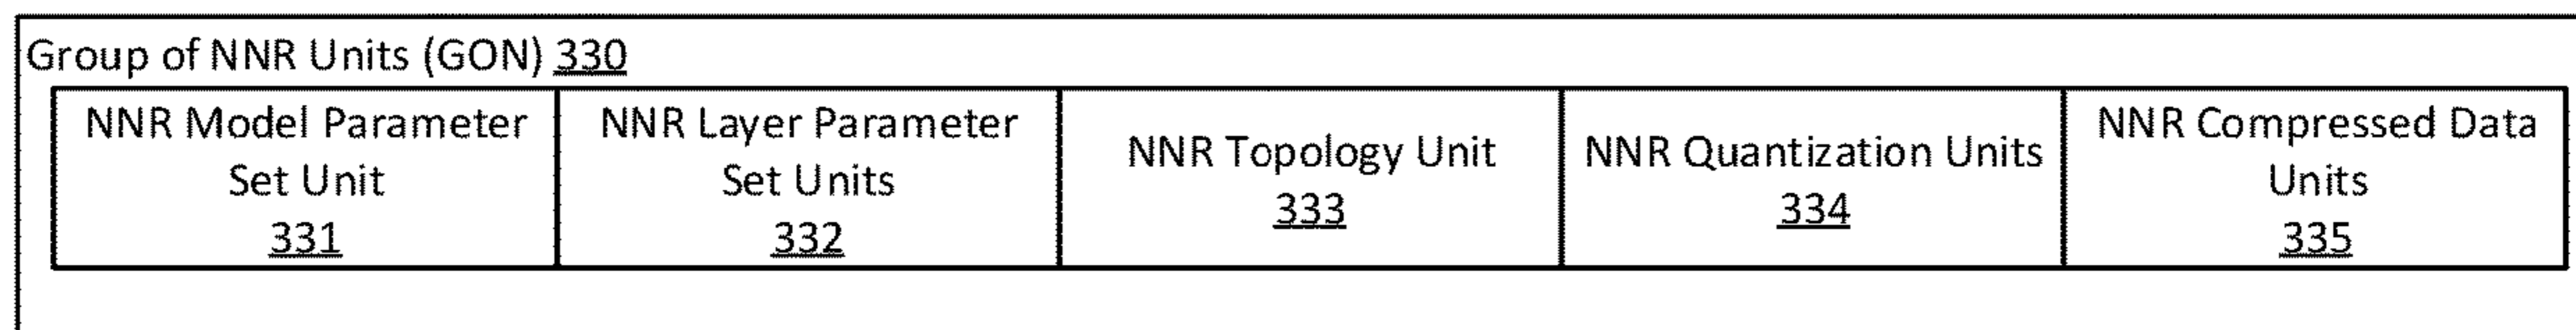 Group of NNR Units (GON) 330
NNR Model Parameter
Set Unit
331
NNR Layer Parameter
Set Units
332
NNR Topology Unit
333
NNR Quantization Units
334
NNR Compressed Data
Units
335